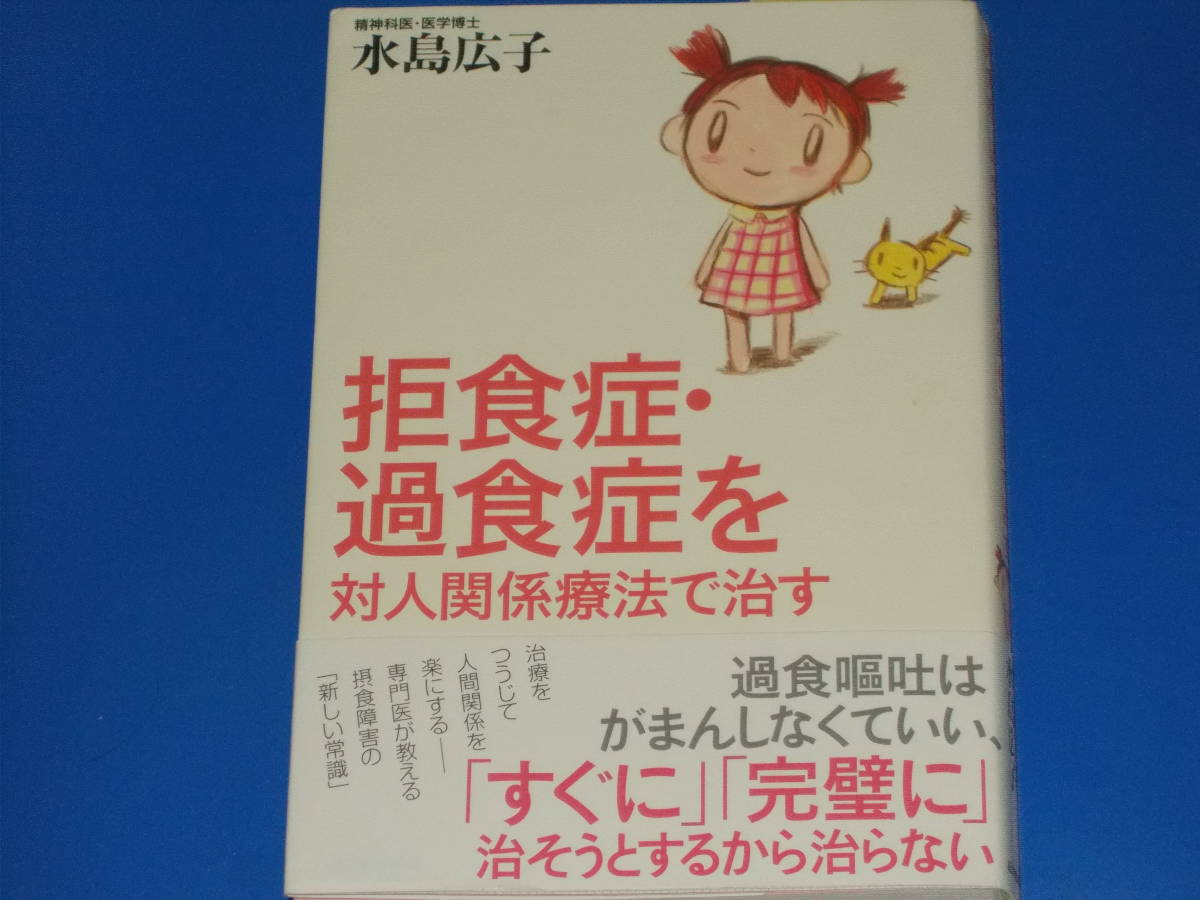 精神科医・医学博士
水島広子
拒食症・
過食症を
対人関係療法で治す
過食嘔吐は
がまんしなくていい、
「すぐに」「完璧に」
治そうとするから治らない
治療を
つうじて
人間関係を
楽にする――
専門医が教える
摂食障害の
「新しい常識」